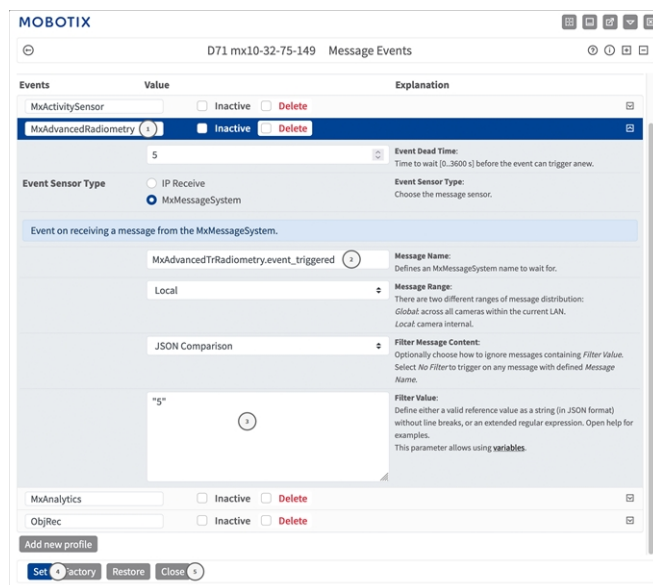 MOBOTIX
D71 mx10-32-75-149 Message Events
Events Value Explanation
MxActivitySensor Inactive Delete
MxAdvancedRadiometry 1 Inactive Delete
5 Event Dead Time:
Time to wait [0..3600 s] before the event can trigger anew.
Event Sensor Type IP Receive Event Sensor Type:
MxMessageSystem Choose the message sensor.
Event on receiving a message from the MxMessageSystem.
MxAdvancedTrRadiometry.event_triggered 2 Message Name:
Defines an MxMessageSystem name to wait for.
Local Message Range:
There are two different ranges of message distribution:
Global: across all cameras within the current LAN.
Local: camera internal.
JSON Comparison Filter Message Content:
Optionally choose how to ignore messages containing Filter Value.
Select No Filter to trigger on any message with defined Message
Name.
"5" Filter Value:
Define either a valid reference value as a string (in JSON format)
3 without line breaks, or an extended regular expression. Open help for
examples.
This parameter allows using variables.
MxAnalytics Inactive Delete
ObjRec Inactive Delete
Add new profile
Set 4 actory Restore Close 5